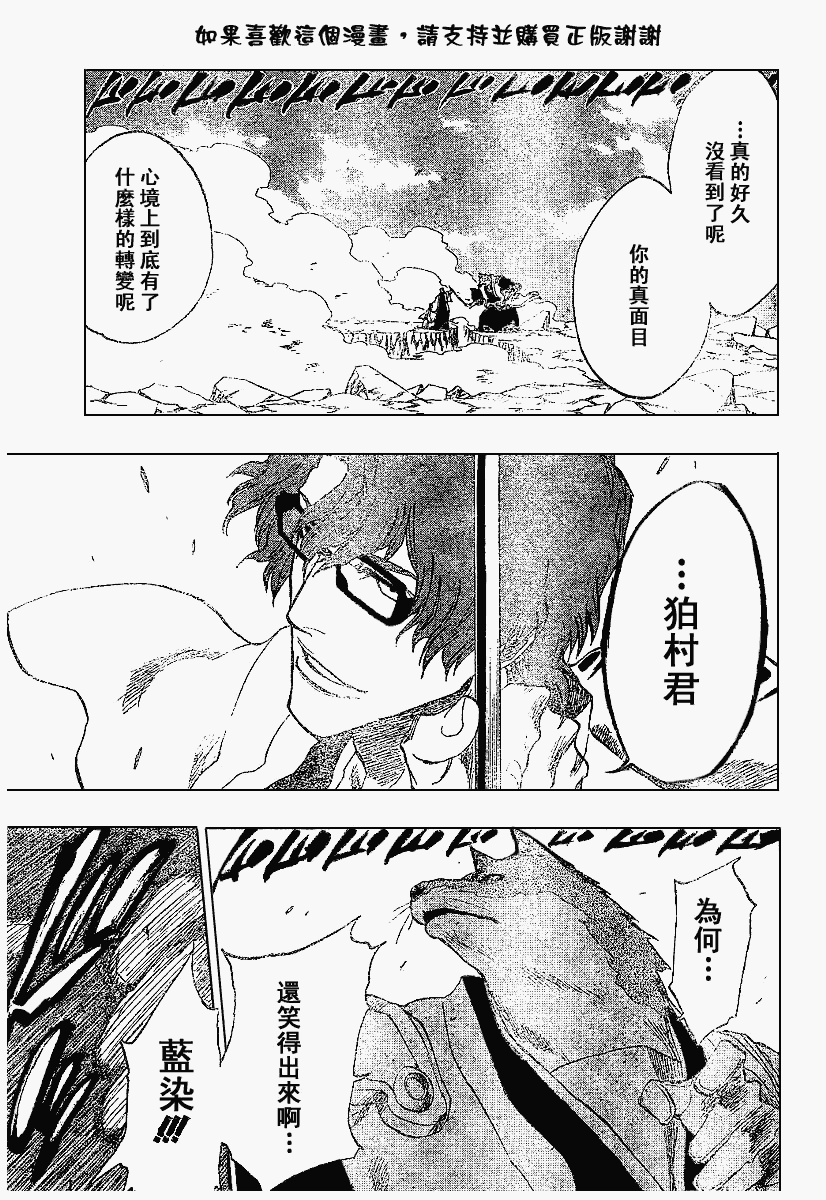 如果喜歡這個漫畫，請支持並購買正版謝謝
…真的好久
沒看到了呢
你的真面目
心境上到底有了
什麼樣的轉變呢
…狛村君
為何…
還笑得出來啊…
藍染!!!